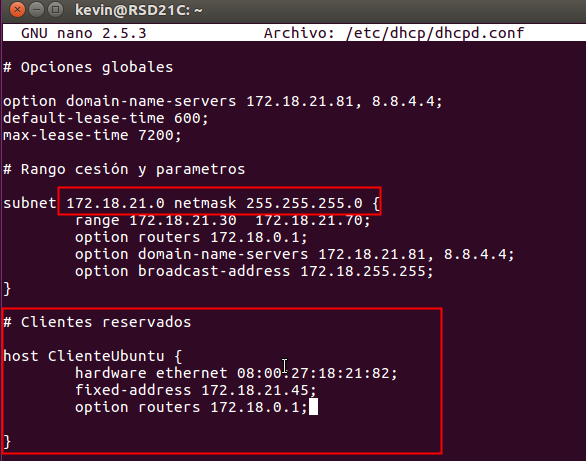 kevin@RSD21C: ~
GNU nano 2.5.3 Archivo: /etc/dhcp/dhcpd.conf
# Opciones globales
option domain-name-servers 172.18.21.81, 8.8.4.4;
default-lease-time 600;
max-lease-time 7200;
# Rango cesión y parametros
subnet 172.18.21.0 netmask 255.255.255.0 {
range 172.18.21.30 172.18.21.70;
option routers 172.18.0.1;
option domain-name-servers 172.18.21.81, 8.8.4.4;
option broadcast-address 172.18.255.255;
}
# Clientes reservados
host ClienteUbuntu {
hardware ethernet 08:00:27:18:21:82;
fixed-address 172.18.21.45;
option routers 172.18.0.1;
}